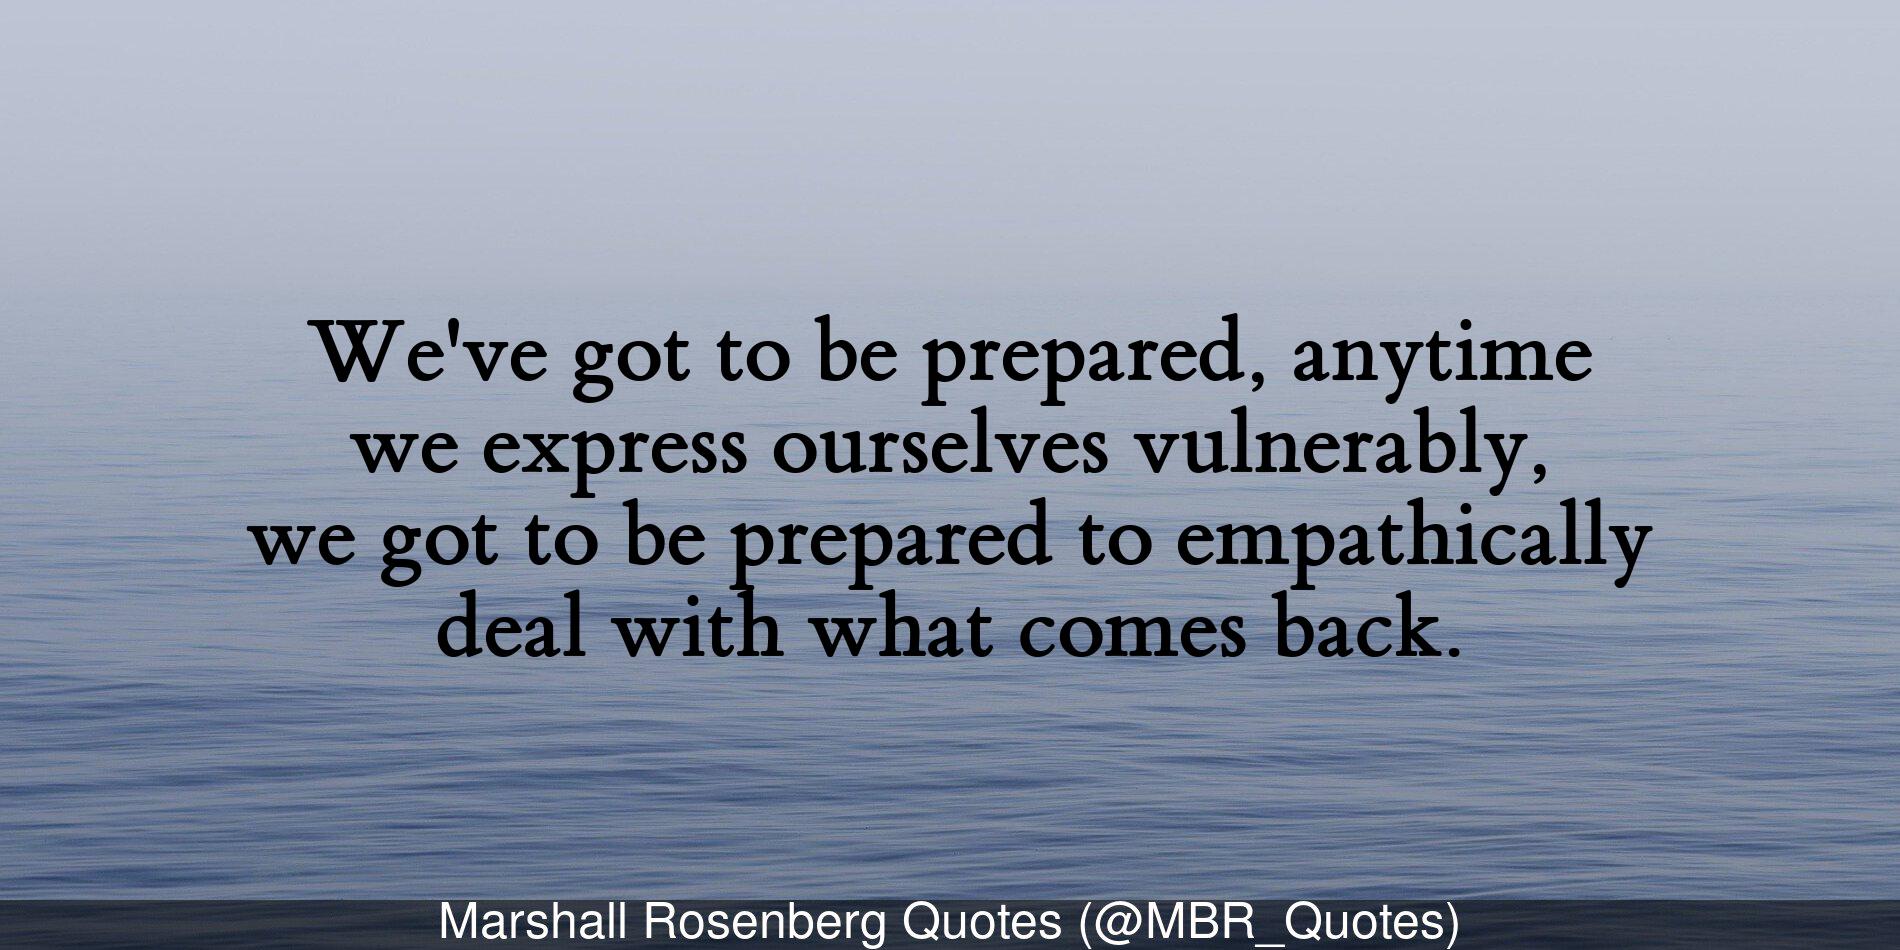 We've got to be prepared, anytime
we express ourselves vulnerably,
we got to be prepared to empathically
deal with what comes back.
Marshall Rosenberg Quotes (@MBR_Quotes)